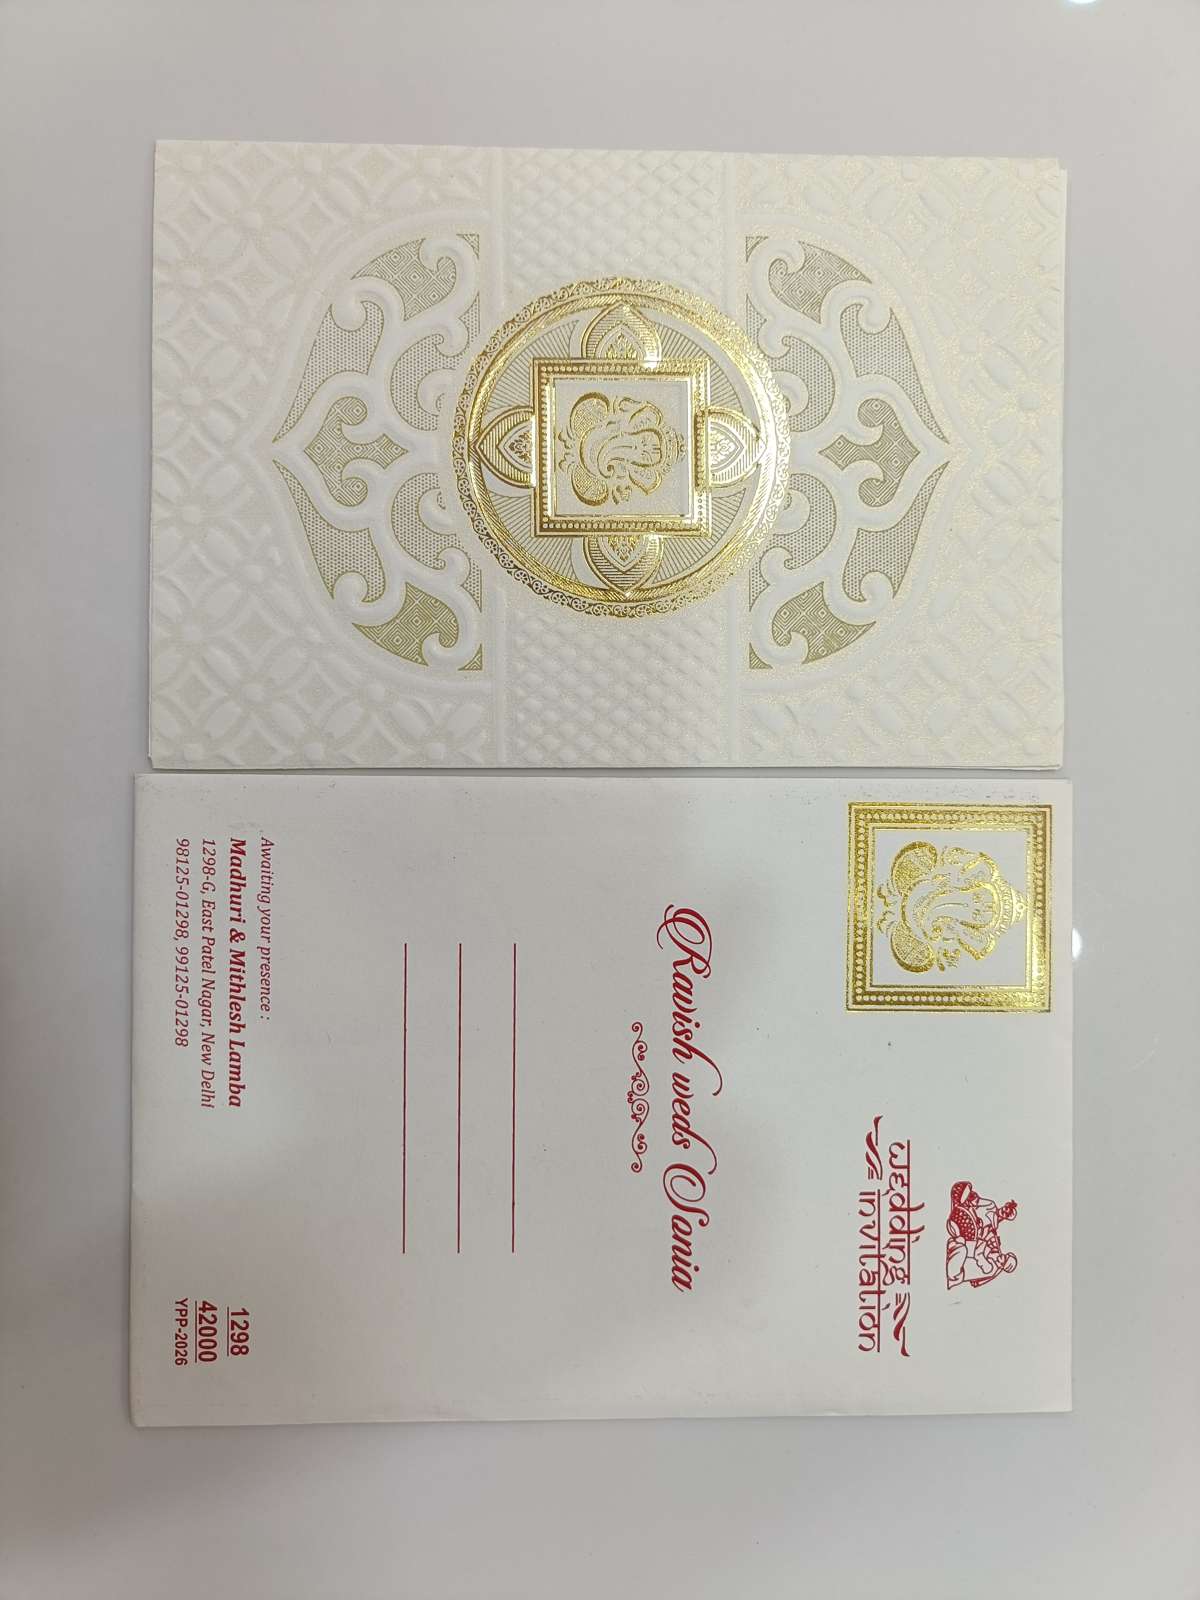 wedding
invitation
Ravish weds Sonia
Awaiting your presence :
Madhuri & Mithlesh Lamba
1298-G, East Patel Nagar, New Delhi
98125-01298, 99125-01298
1298
42000
YPP-2026